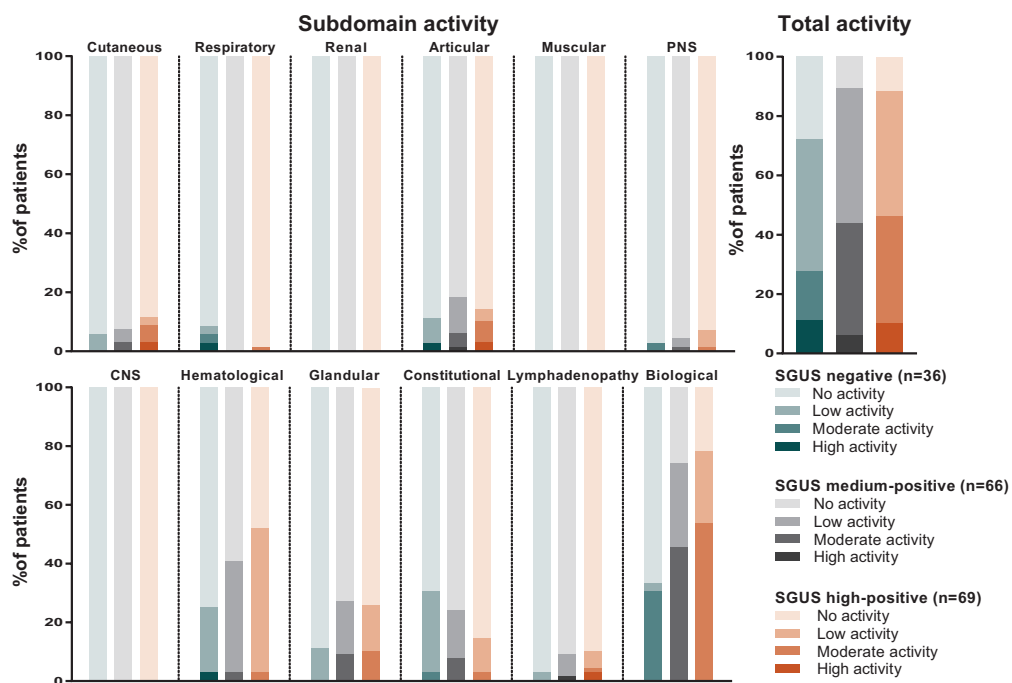 Subdomain activity
Total activity
Cutaneous Respiratory Renal Articular Muscular PNS
%of patients
100
80
60
40
20
0
%of patients
100
80
60
40
20
0
CNS Hematological Glandular Constitutional Lymphadenopathy Biological
%of patients
100
80
60
40
20
0
SGUS negative (n=36)
No activity
Low activity
Moderate activity
High activity
SGUS medium-positive (n=66)
No activity
Low activity
Moderate activity
High activity
SGUS high-positive (n=69)
No activity
Low activity
Moderate activity
High activity